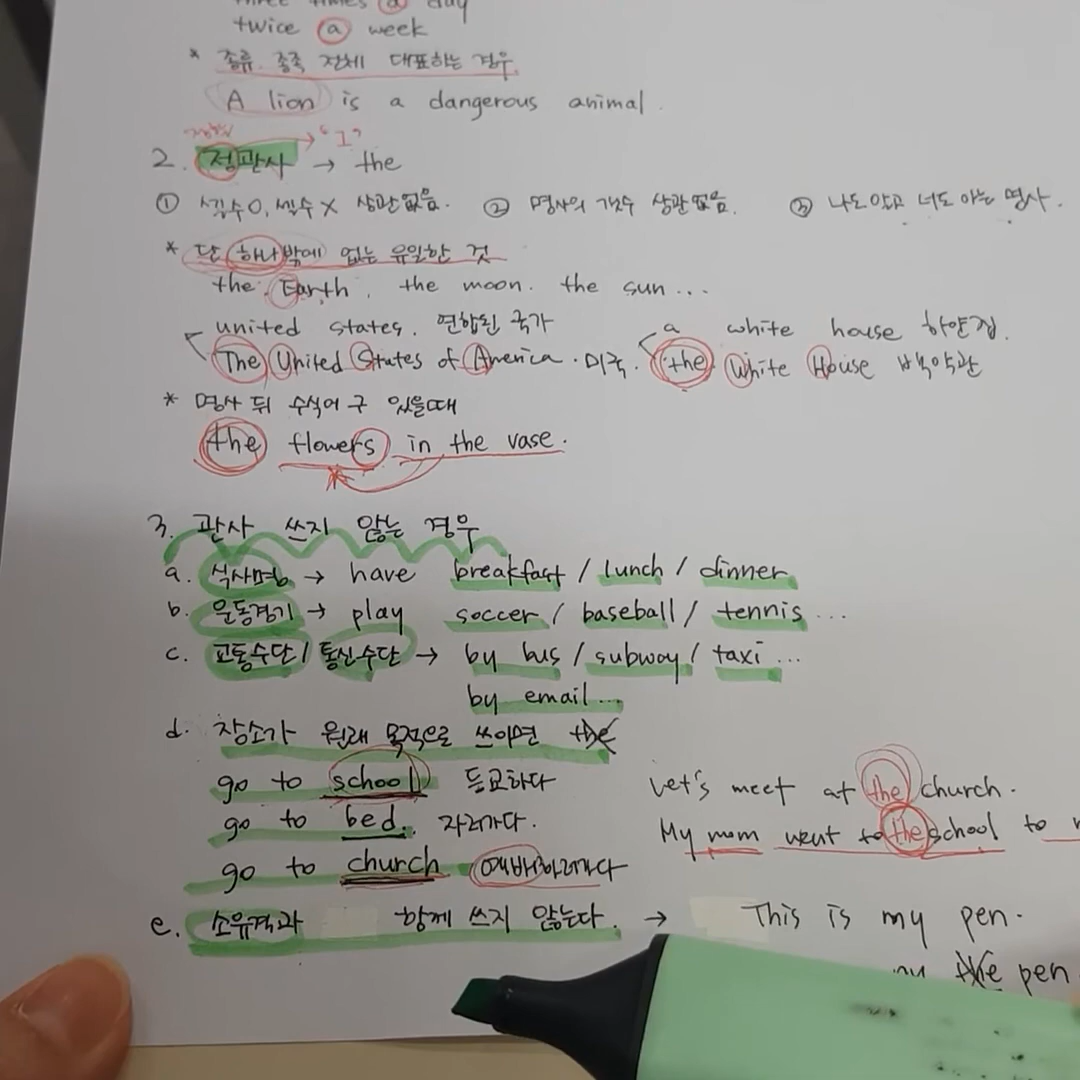 three times a day
twice a week
* 종류, 종족 전체 대표하는 경우.
A lion is a dangerous animal.
2. 정관사 → the
① 셀수O, 셀수X 상관없음. ② 명사의 갯수 상관없음. ③ 나도 알고 너도 아는 명사.
* 단 하나밖에 없는 유일한 것
the Earth, the moon. the sun...
united states. 연합된 국가 a white house 하얀집.
The United States of America. 미국. the White House 백악관
* 명사 뒤 수식어구 있을때
the flowers in the vase.
3. 관사 쓰지 않는 경우
a. 식사명 → have breakfast / lunch / dinner
b. 운동경기 → play soccer / baseball / tennis ...
c. 교통수단 / 통신수단 → by bus / subway / taxi ...
by email ...
d. 장소가 원래 목적으로 쓰이면 the
go to school 등교하다 Let's meet at the church.
go to bed. 자러가다. My mom went to the school to
go to church 예배하러가다
e. 소유격과 함께 쓰지 않는다. → This is my pen.
the pen